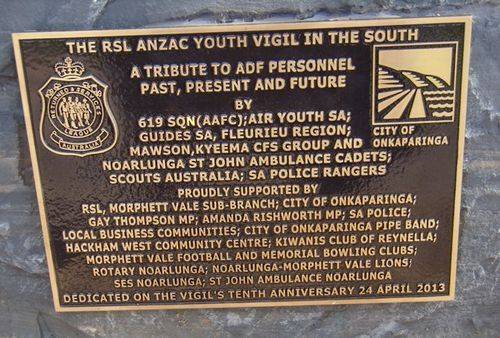 THE RSL ANZAC YOUTH VIGIL IN THE SOUTH
A TRIBUTE TO ADF PERSONNEL
PAST, PRESENT AND FUTURE
BY
619 SQN(AAFC);AIR YOUTH SA;
GUIDES SA, FLEURIEU REGION;
MAWSON,KYEEMA CFS GROUP AND
NOARLUNGA ST JOHN AMBULANCE CADETS;
SCOUTS AUSTRALIA; SA POLICE RANGERS
RETURNED & SERVICES
LEAGUE
AUSTRALIA
CITY OF
ONKAPARINGA
PROUDLY SUPPORTED BY
RSL, MORPHETT VALE SUB-BRANCH; CITY OF ONKAPARINGA;
GAY THOMPSON MP; AMANDA RISHWORTH MP; SA POLICE;
LOCAL BUSINESS COMMUNITIES; CITY OF ONKAPARINGA PIPE BAND;
HACKHAM WEST COMMUNITY CENTRE; KIWANIS CLUB OF REYNELLA;
MORPHETT VALE FOOTBALL AND MEMORIAL BOWLING CLUBS;
ROTARY NOARLUNGA; NOARLUNGA-MORPHETT VALE LIONS;
SES NOARLUNGA; ST JOHN AMBULANCE NOARLUNGA
DEDICATED ON THE VIGIL'S TENTH ANNIVERSARY 24 APRIL 2013